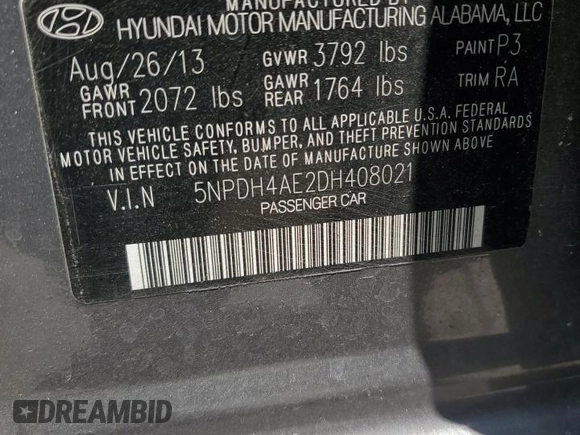 MANUFACTURED BY
HYUNDAI MOTOR MANUFACTURING ALABAMA, LLC
Aug/26/13 GVWR 3792 lbs PAINT P3
GAWR FRONT 2072 lbs GAWR REAR 1764 lbs TRIM RA
THIS VEHICLE CONFORMS TO ALL APPLICABLE U.S.A. FEDERAL
MOTOR VEHICLE SAFETY, BUMPER, AND THEFT PREVENTION STANDARDS
IN EFFECT ON THE DATE OF MANUFACTURE SHOWN ABOVE.
V.I.N 5NPDH4AE2DH408021
PASSENGER CAR
DREAMBID